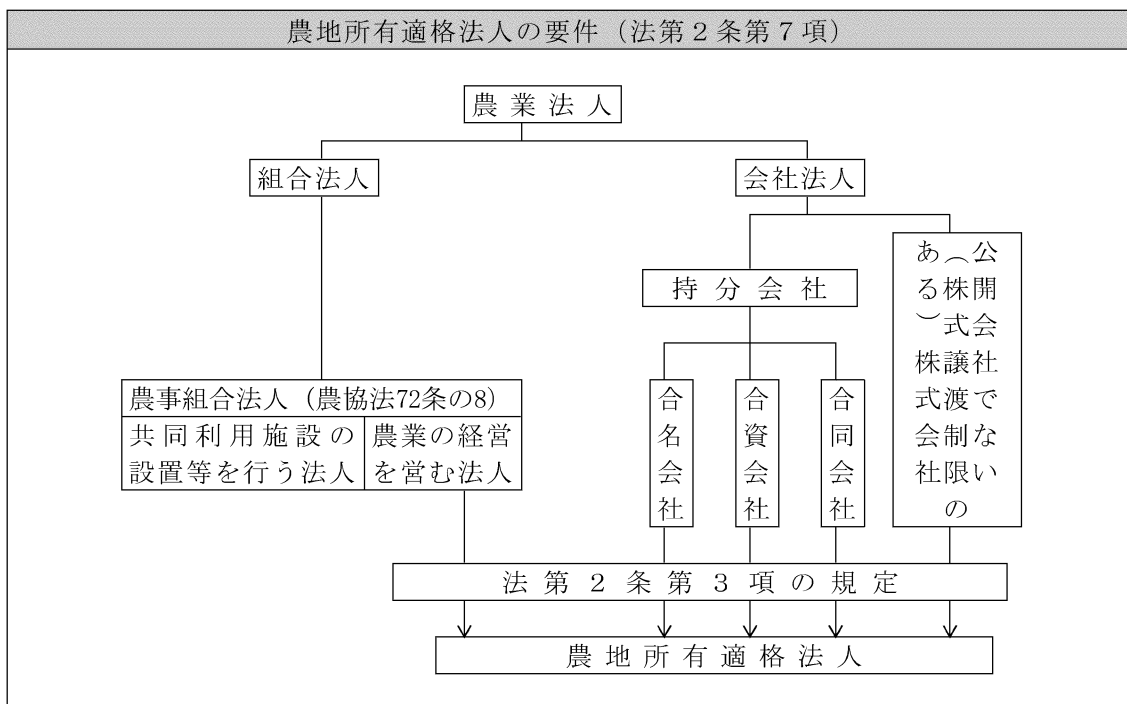 農地所有適格法人の要件（法第２条第７項）
農業法人
組合法人
会社法人
持分会社
公開会社でない
（株式譲渡制限の
ある）株式会社
農事組合法人（農協法72条の8）
共同利用施設の
設置等を行う法人
農業の経営
を営む法人
合名会社
合資会社
合同会社
法第２条第３項の規定
農地所有適格法人